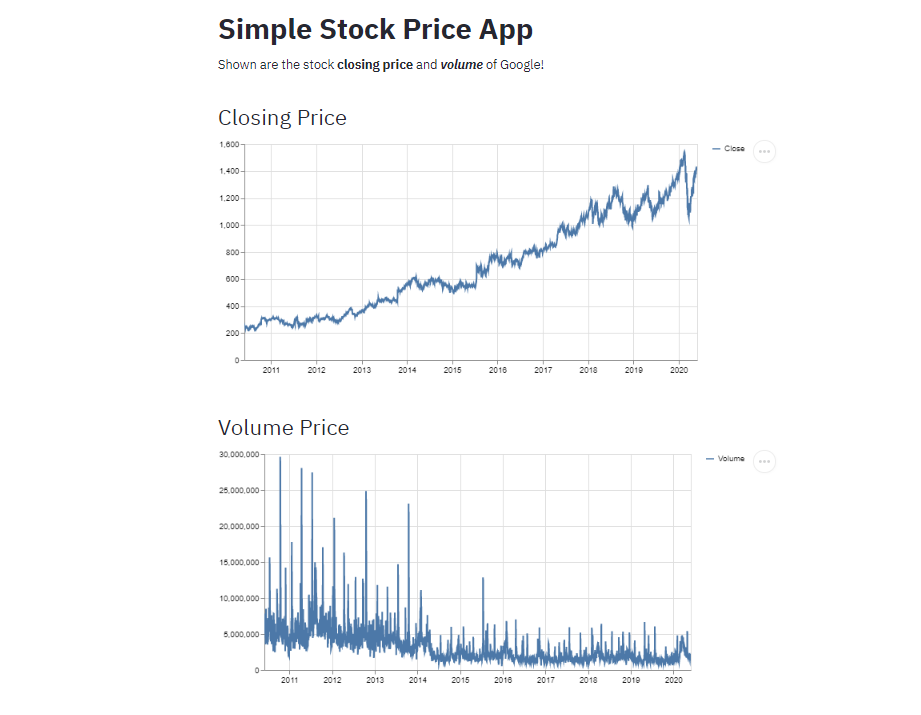 Simple Stock Price App
Shown are the stock closing price and volume of Google!
Closing Price
1,600
1,400
1,200
1,000
800
600
400
200
0
2011 2012 2013 2014 2015 2016 2017 2018 2019 2020
Close
Volume Price
30,000,000
25,000,000
20,000,000
15,000,000
10,000,000
5,000,000
0
2011 2012 2013 2014 2015 2016 2017 2018 2019 2020
Volume